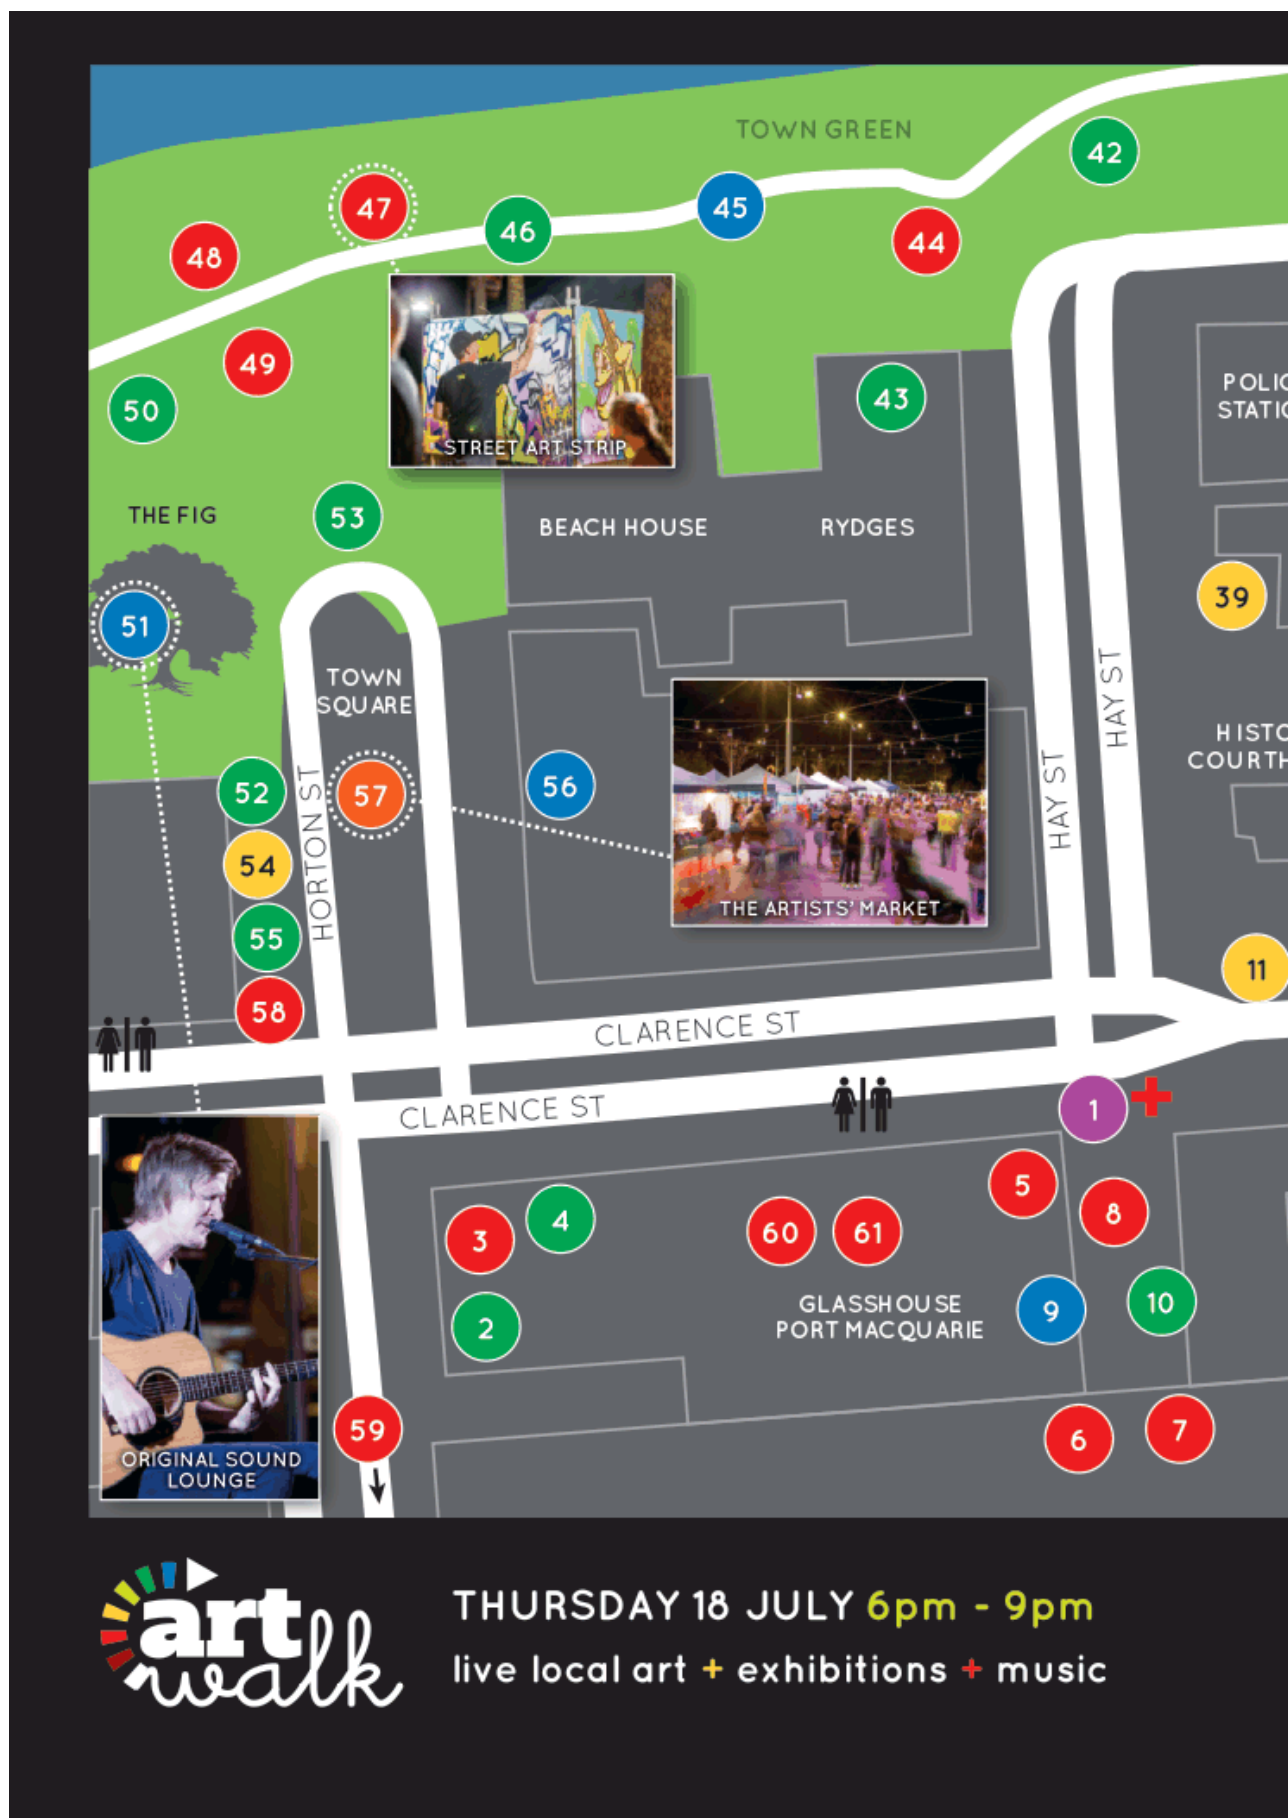 TOWN GREEN
42
47
45
46
44
48
49
50
43
STREET ART STRIP
POLIC
STATIO
THE FIG
53
BEACH HOUSE
RYDGES
39
51
TOWN
SQUARE
HAY ST
HAY ST
HISTO
COURTH
52
57
56
HORTON ST
54
THE ARTISTS' MARKET
55
11
58
CLARENCE ST
CLARENCE ST
1
5
8
4
3
60
61
2
GLASSHOUSE
PORT MACQUARIE
9
10
59
6
7
ORIGINAL SOUND
LOUNGE
art
walk
THURSDAY 18 JULY 6pm - 9pm
live local art + exhibitions + music